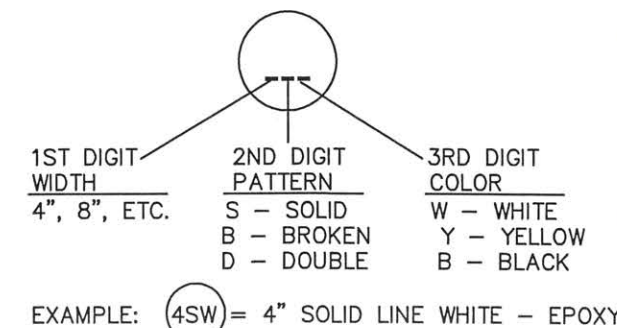 1ST DIGIT 2ND DIGIT 3RD DIGIT
WIDTH PATTERN COLOR
4", 8", ETC. S – SOLID W – WHITE
B – BROKEN Y – YELLOW
D – DOUBLE B – BLACK
EXAMPLE: 4SW = 4" SOLID LINE WHITE – EPOXY